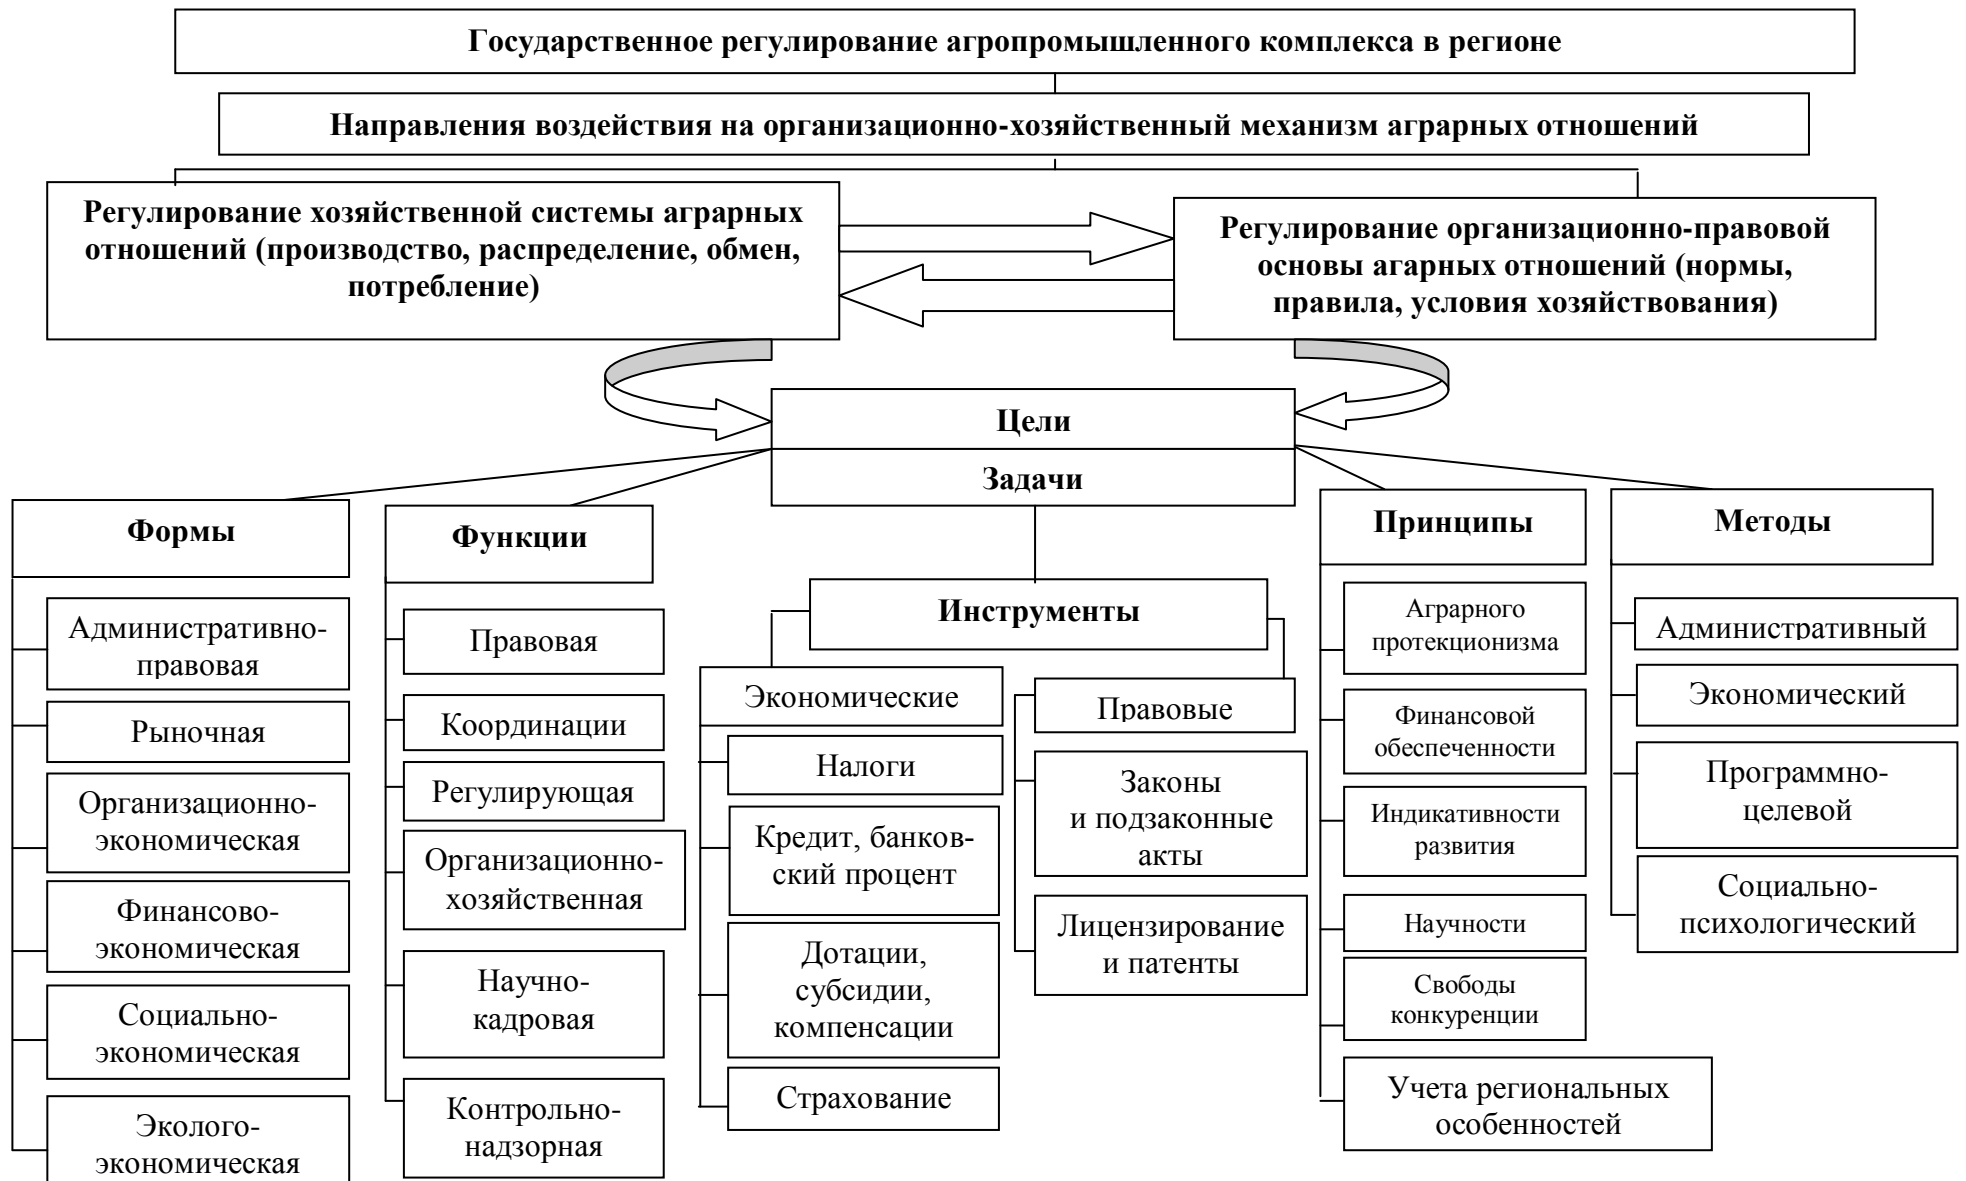 Государственное регулирование агропромышленного комплекса в регионе
Направления воздействия на организационно-хозяйственный механизм аграрных отношений
Регулирование хозяйственной системы аграрных
отношений (производство, распределение, обмен,
потребление)
Регулирование организационно-правовой
основы агарных отношений (нормы,
правила, условия хозяйствования)
Цели
Задачи
Формы
Административно-
правовая
Рыночная
Организационно-
экономическая
Финансово-
экономическая
Социально-
экономическая
Эколого-
экономическая
Функции
Правовая
Координации
Регулирующая
Организационно-
хозяйственная
Научно-
кадровая
Контрольно-
надзорная
Инструменты
Экономические
Налоги
Кредит, банков-
ский процент
Дотации,
субсидии,
компенсации
Страхование
Правовые
Законы
и подзаконные
акты
Лицензирование
и патенты
Принципы
Аграрного
протекционизма
Финансовой
обеспеченности
Индикативности
развития
Научности
Свободы
конкуренции
Учета региональных
особенностей
Методы
Административный
Экономический
Программно-
целевой
Социально-
психологический